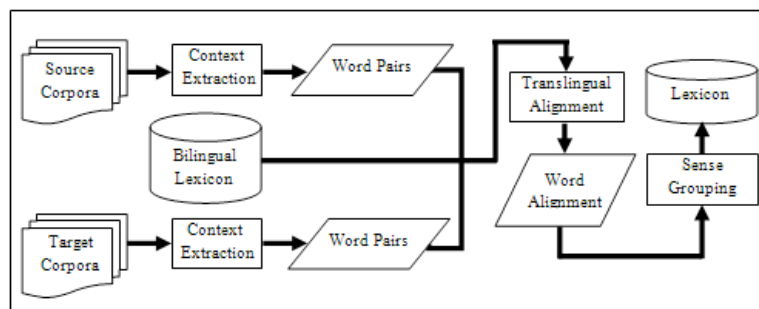 Source
Corpora
Context
Extraction
Word Pairs
Translingual
Alignment
Lexicon
Bilingual
Lexicon
Word
Alignment
Sense
Grouping
Target
Corpora
Context
Extraction
Word Pairs